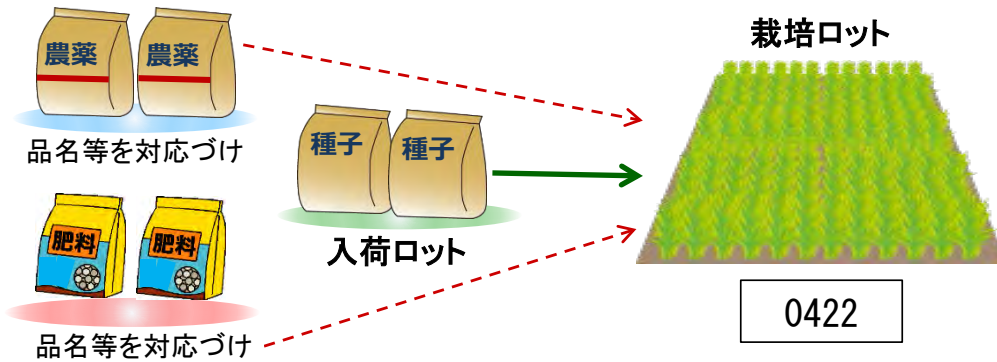 農薬 農薬
品名等を対応づけ
種子 種子
入荷ロット
肥料 肥料
品名等を対応づけ
栽培ロット
0422